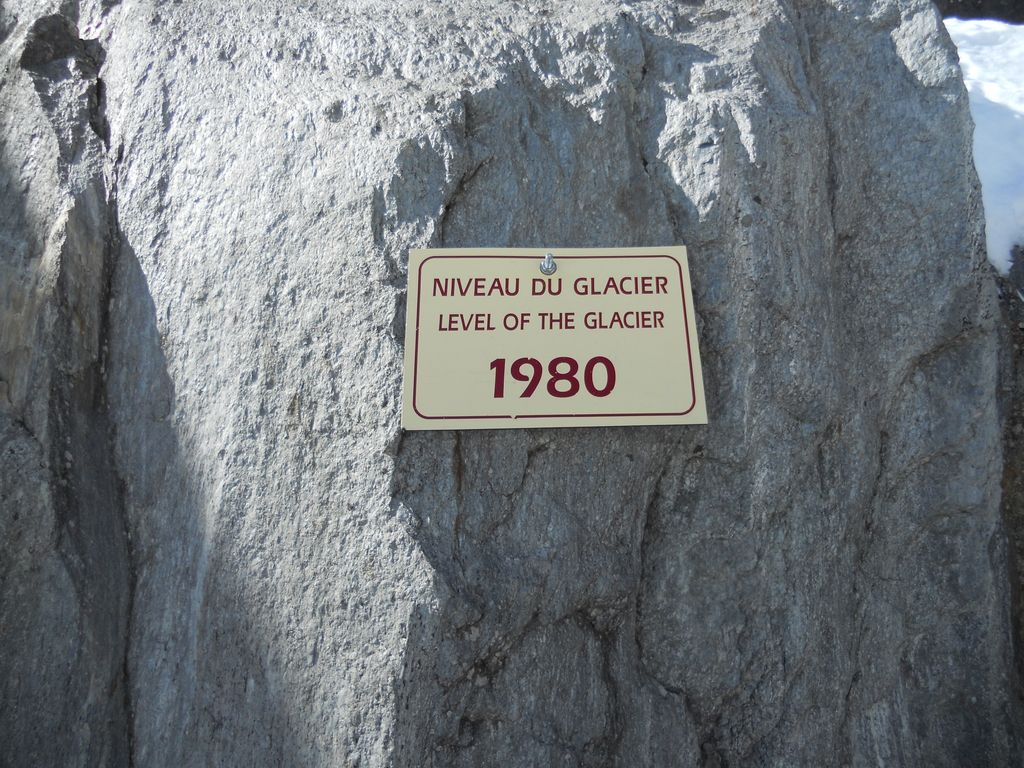 NIVEAU DU GLACIER
LEVEL OF THE GLACIER
1980